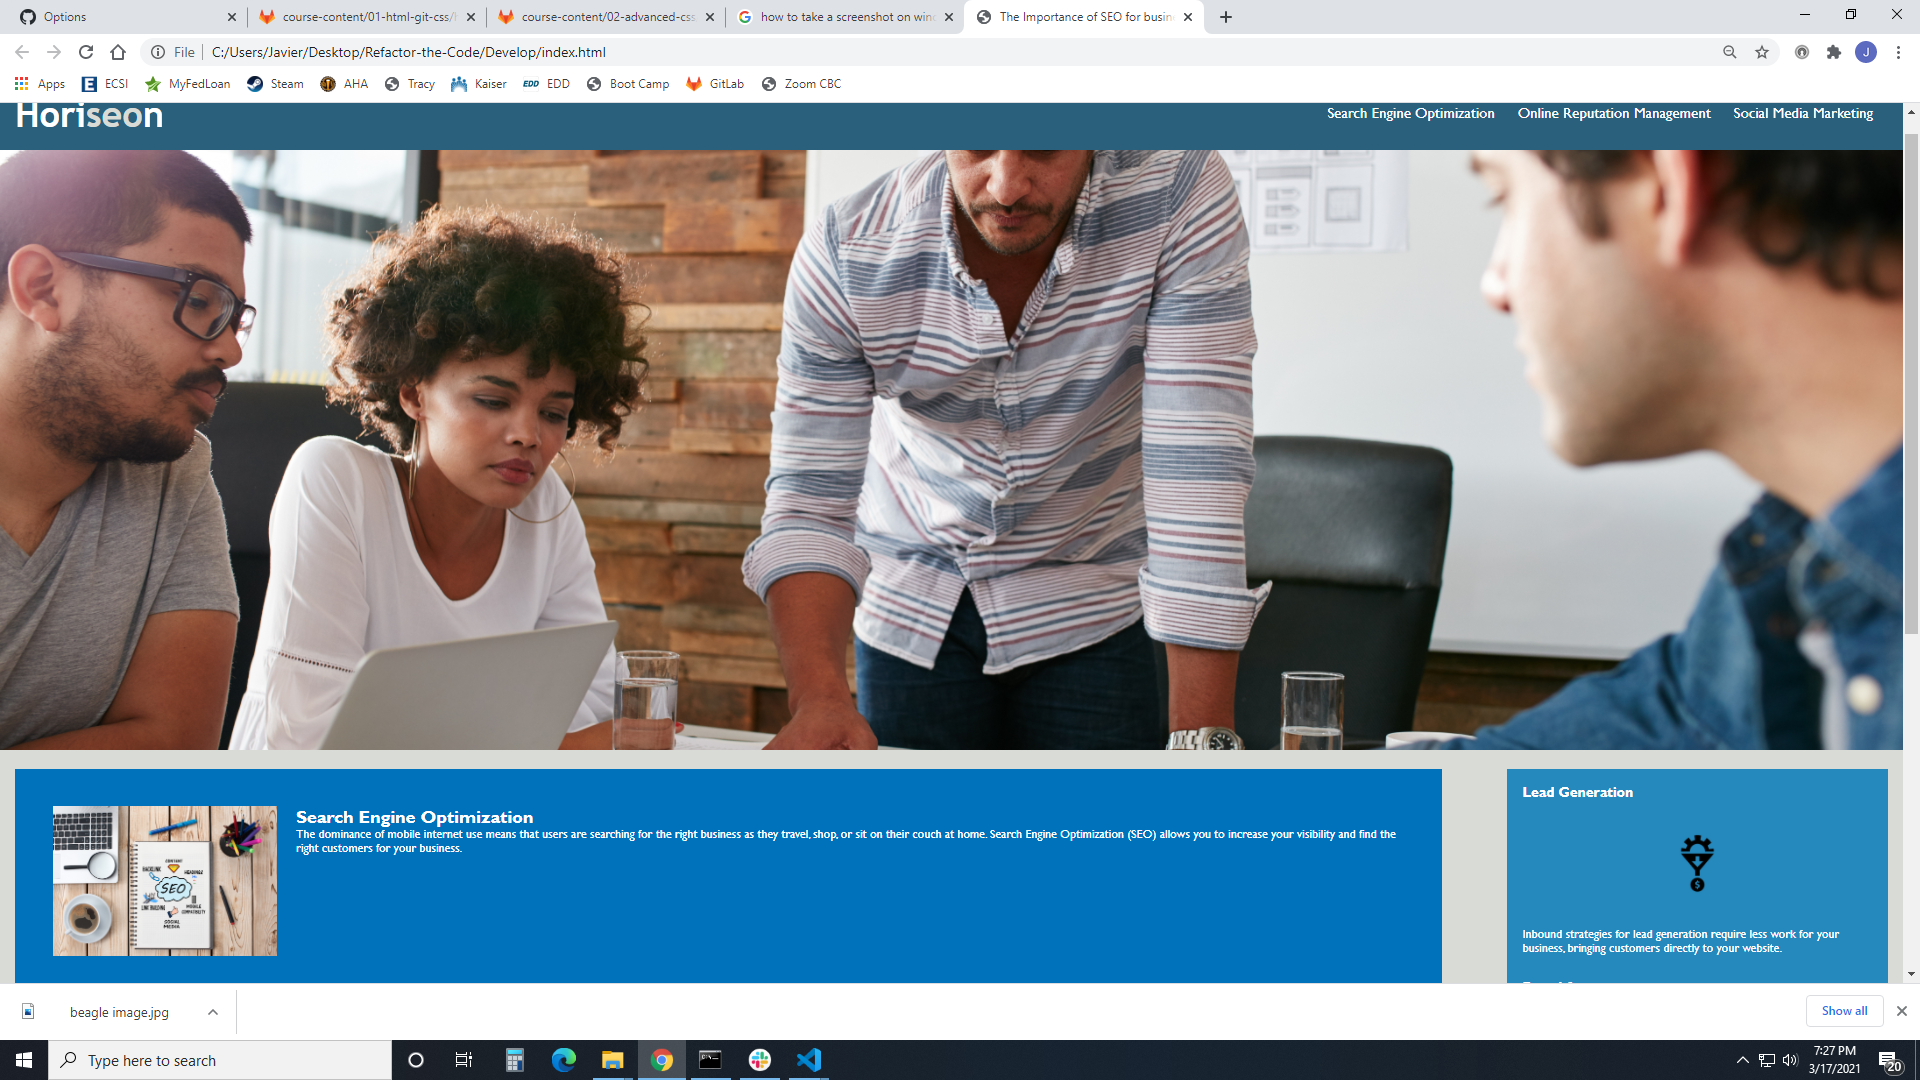 Options
course-content/01-html-git-css/
course-content/02-advanced-css
how to take a screenshot on win
The Importance of SEO for busin
File
C:/Users/Javier/Desktop/Refactor-the-Code/Develop/index.html
J
Apps
ECSI
MyFedLoan
Steam
AHA
Tracy
Kaiser
EDD EDD
Boot Camp
GitLab
Zoom CBC
Horiseon
Search Engine Optimization
Online Reputation Management
Social Media Marketing
SEO
SOCIAL
MEDIA
Search Engine Optimization
The dominance of mobile internet use means that users are searching for the right business as they travel, shop, or sit on their couch at home. Search Engine Optimization (SEO) allows you to increase your visibility and find the
right customers for your business.
Lead Generation
$
Inbound strategies for lead generation require less work for your
business, bringing customers directly to your website.
beagle image.jpg
Show all
Type here to search
7:27 PM
3/17/2021
20